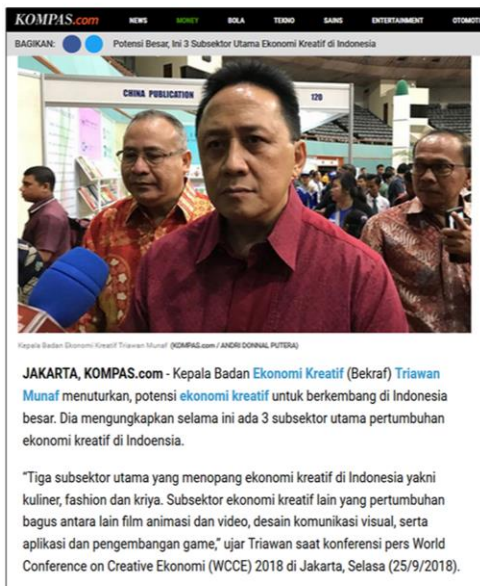 KOMPAS.com NEWS MONEY BOLA TEKNO SAINS ENTERTAINMENT OTOMOTI
BAGIKAN: Potensi Besar, Ini 3 Subsektor Utama Ekonomi Kreatif di Indonesia
CHINA PUBLICATION 120
Kepala Badan Ekonomi Kreatif Triawan Munaf (KOMPAS.com / ANDRI DONNAL PUTERA)
JAKARTA, KOMPAS.com - Kepala Badan Ekonomi Kreatif (Bekraf) Triawan
Munaf menuturkan, potensi ekonomi kreatif untuk berkembang di Indonesia
besar. Dia mengungkapkan selama ini ada 3 subsektor utama pertumbuhan
ekonomi kreatif di Indoensia.
“Tiga subsektor utama yang menopang ekonomi kreatif di Indonesia yakni
kuliner, fashion dan kriya. Subsektor ekonomi kreatif lain yang pertumbuhan
bagus antara lain film animasi dan video, desain komunikasi visual, serta
aplikasi dan pengembangan game,” ujar Triawan saat konferensi pers World
Conference on Creative Ekonomi (WCCE) 2018 di Jakarta, Selasa (25/9/2018).